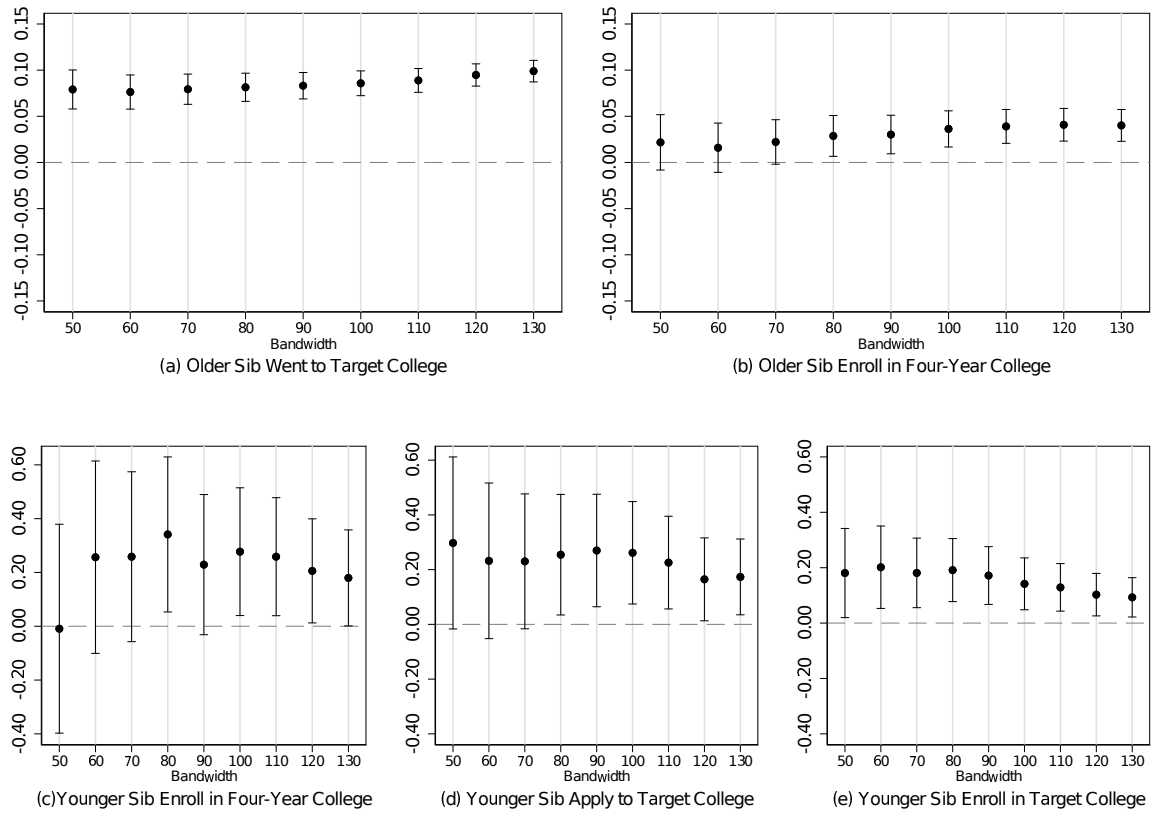 0.15
0.10
0.05
0.00
-0.05
-0.10
-0.15
50 60 70 80 90 100 110 120 130
Bandwidth
(a) Older Sib Went to Target College
0.15
0.10
0.05
0.00
-0.05
-0.10
-0.15
50 60 70 80 90 100 110 120 130
Bandwidth
(b) Older Sib Enroll in Four-Year College
0.60
0.40
0.20
0.00
-0.20
-0.40
50 60 70 80 90 100 110 120 130
Bandwidth
(c)Younger Sib Enroll in Four-Year College
0.60
0.40
0.20
0.00
-0.20
-0.40
50 60 70 80 90 100 110 120 130
Bandwidth
(d) Younger Sib Apply to Target College
0.60
0.40
0.20
0.00
-0.20
-0.40
50 60 70 80 90 100 110 120 130
Bandwidth
(e) Younger Sib Enroll in Target College